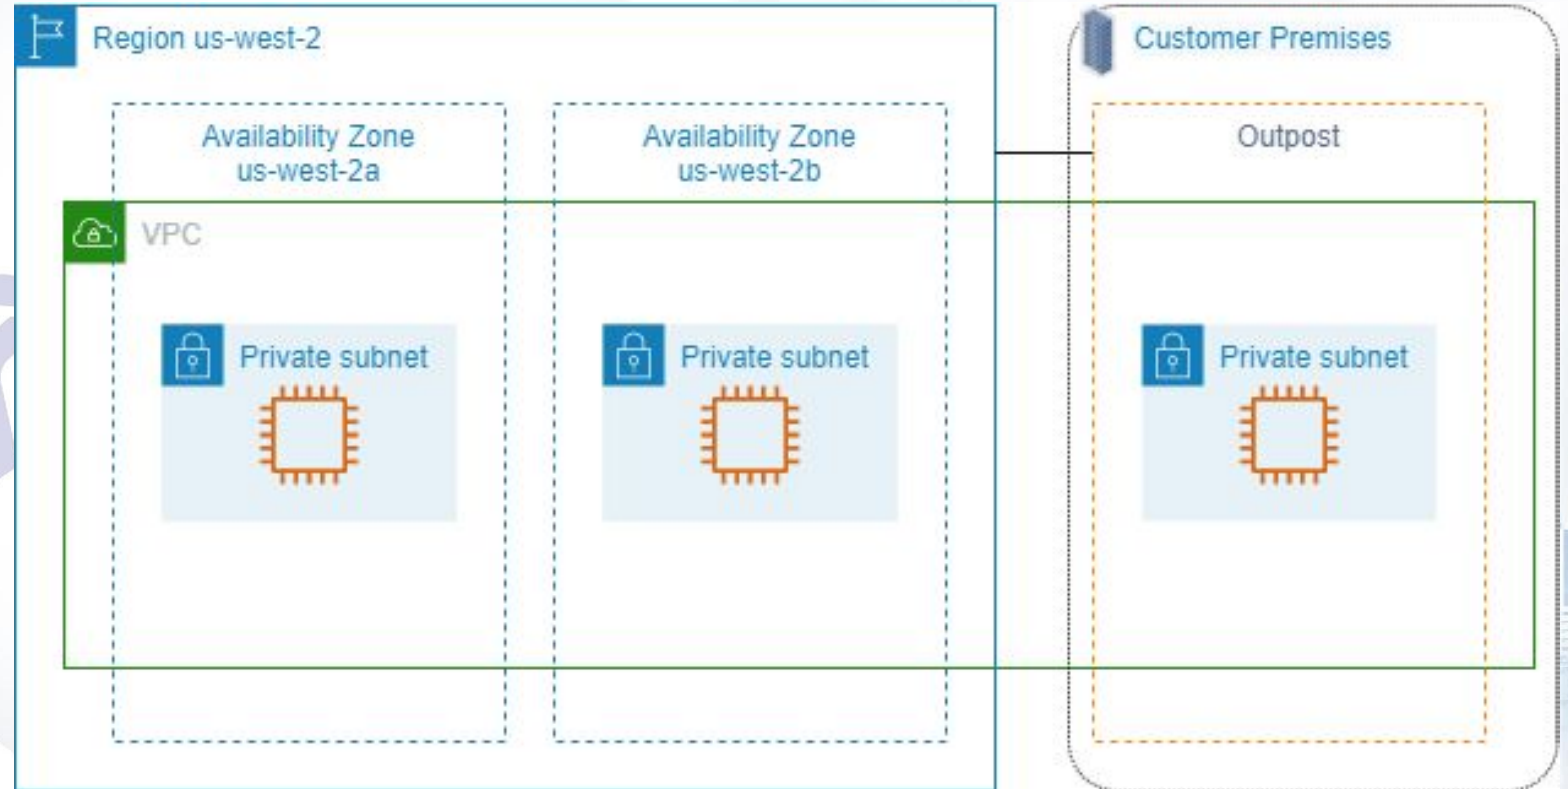 Region us-west-2
Customer Premises
Availability Zone
us-west-2a
Availability Zone
us-west-2b
Outpost
VPC
Private subnet
Private subnet
Private subnet